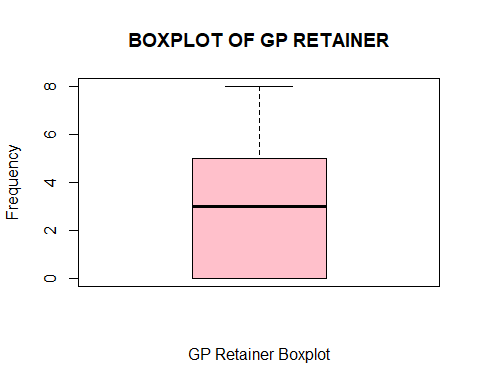 BOXPLOT OF GP RETAINER
Frequency
8
6
4
2
0
GP Retainer Boxplot